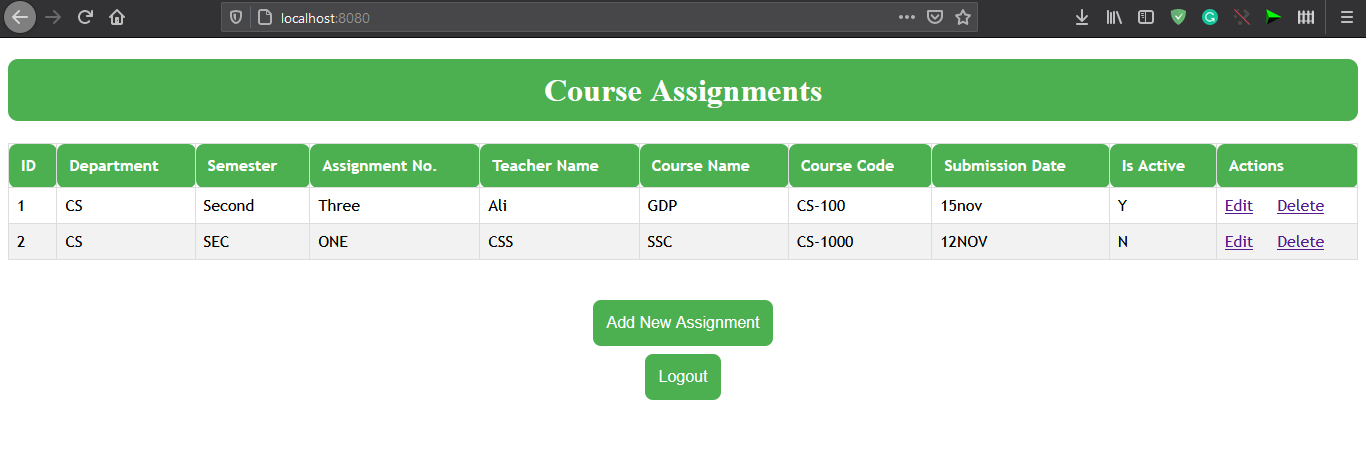 localhost:8080
Course Assignments
ID Department Semester Assignment No. Teacher Name Course Name Course Code Submission Date Is Active Actions
1 CS Second Three Ali GDP CS-100 15nov Y Edit Delete
2 CS SEC ONE CSS SSC CS-1000 12NOV N Edit Delete
Add New Assignment
Logout